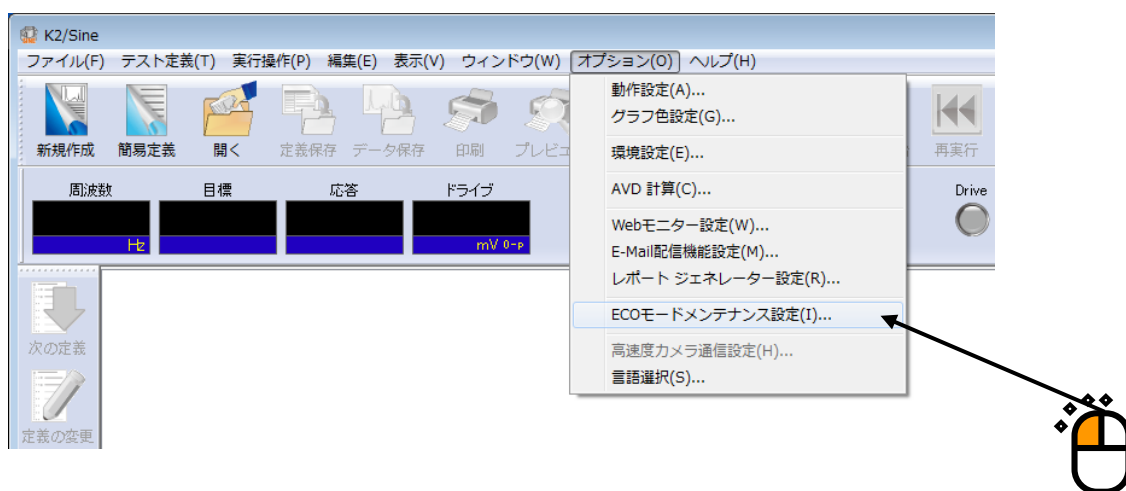 K2/Sine
ファイル(F) テスト定義(T) 実行操作(P) 編集(E) 表示(V) ウィンドウ(W) オプション(O) ヘルプ(H)
新規作成 簡易定義 開く 定義保存 データ保存 印刷 プレビュ 再実行
動作設定(A)...
グラフ色設定(G)...
環境設定(E)...
AVD 計算(C)...
Webモニター設定(W)...
E-Mail配信機能設定(M)...
レポート ジェネレーター設定(R)...
ECOモードメンテナンス設定(I)...
高速度カメラ通信設定(H)...
言語選択(S)...
周波数 目標 応答 ドライブ Drive
Hz mV 0-P
次の定義
定義の変更